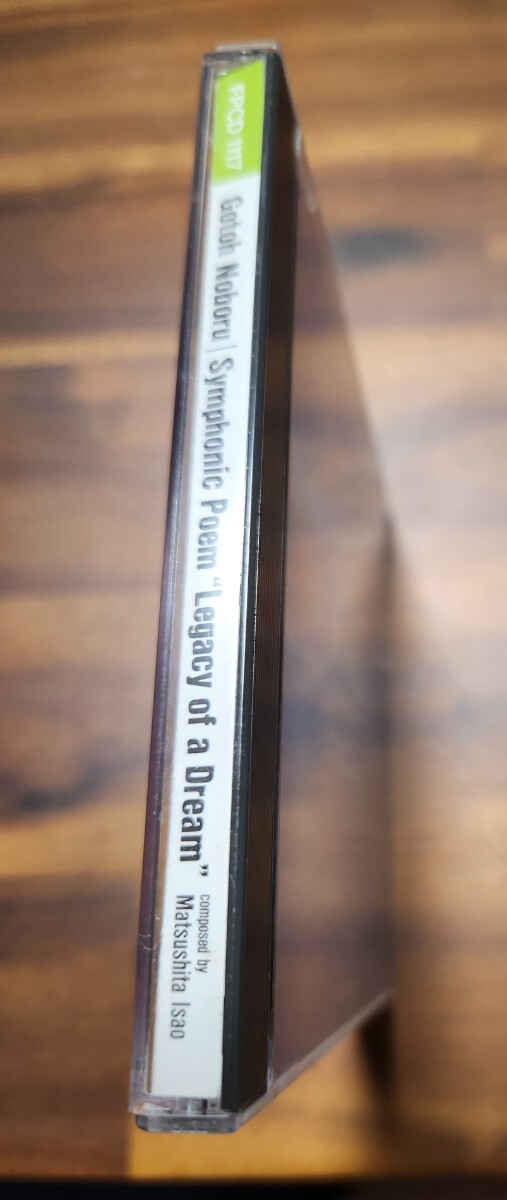 FPCD 1117
Gotoh Noboru | Symphonic Poem “Legacy of a Dream”
composed by
Matsushita Isao